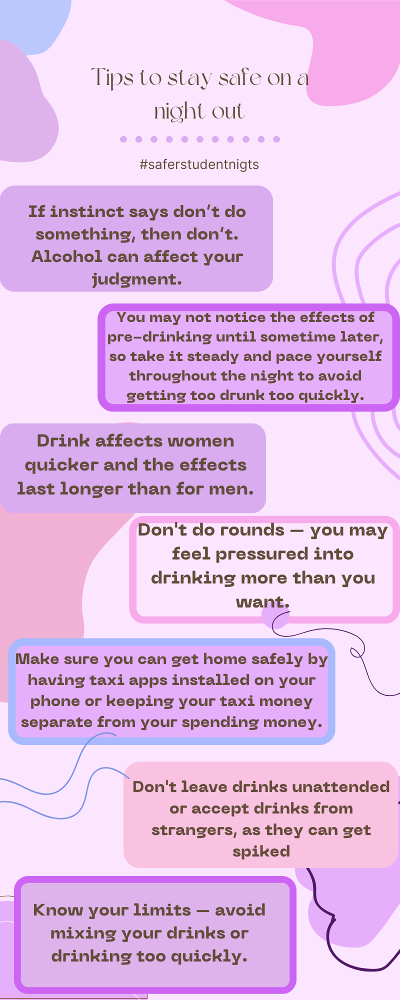 Tips to stay safe on a
night out
#saferstudentnigts
If instinct says don’t do
something, then don’t.
Alcohol can affect your
judgment.
You may not notice the effects of
pre-drinking until sometime later,
so take it steady and pace yourself
throughout the night to avoid
getting too drunk too quickly.
Drink affects women
quicker and the effects
last longer than for men.
Don't do rounds – you may
feel pressured into
drinking more than you
want.
Make sure you can get home safely by
having taxi apps installed on your
phone or keeping your taxi money
separate from your spending money.
Don't leave drinks unattended
or accept drinks from
strangers, as they can get
spiked
Know your limits – avoid
mixing your drinks or
drinking too quickly.